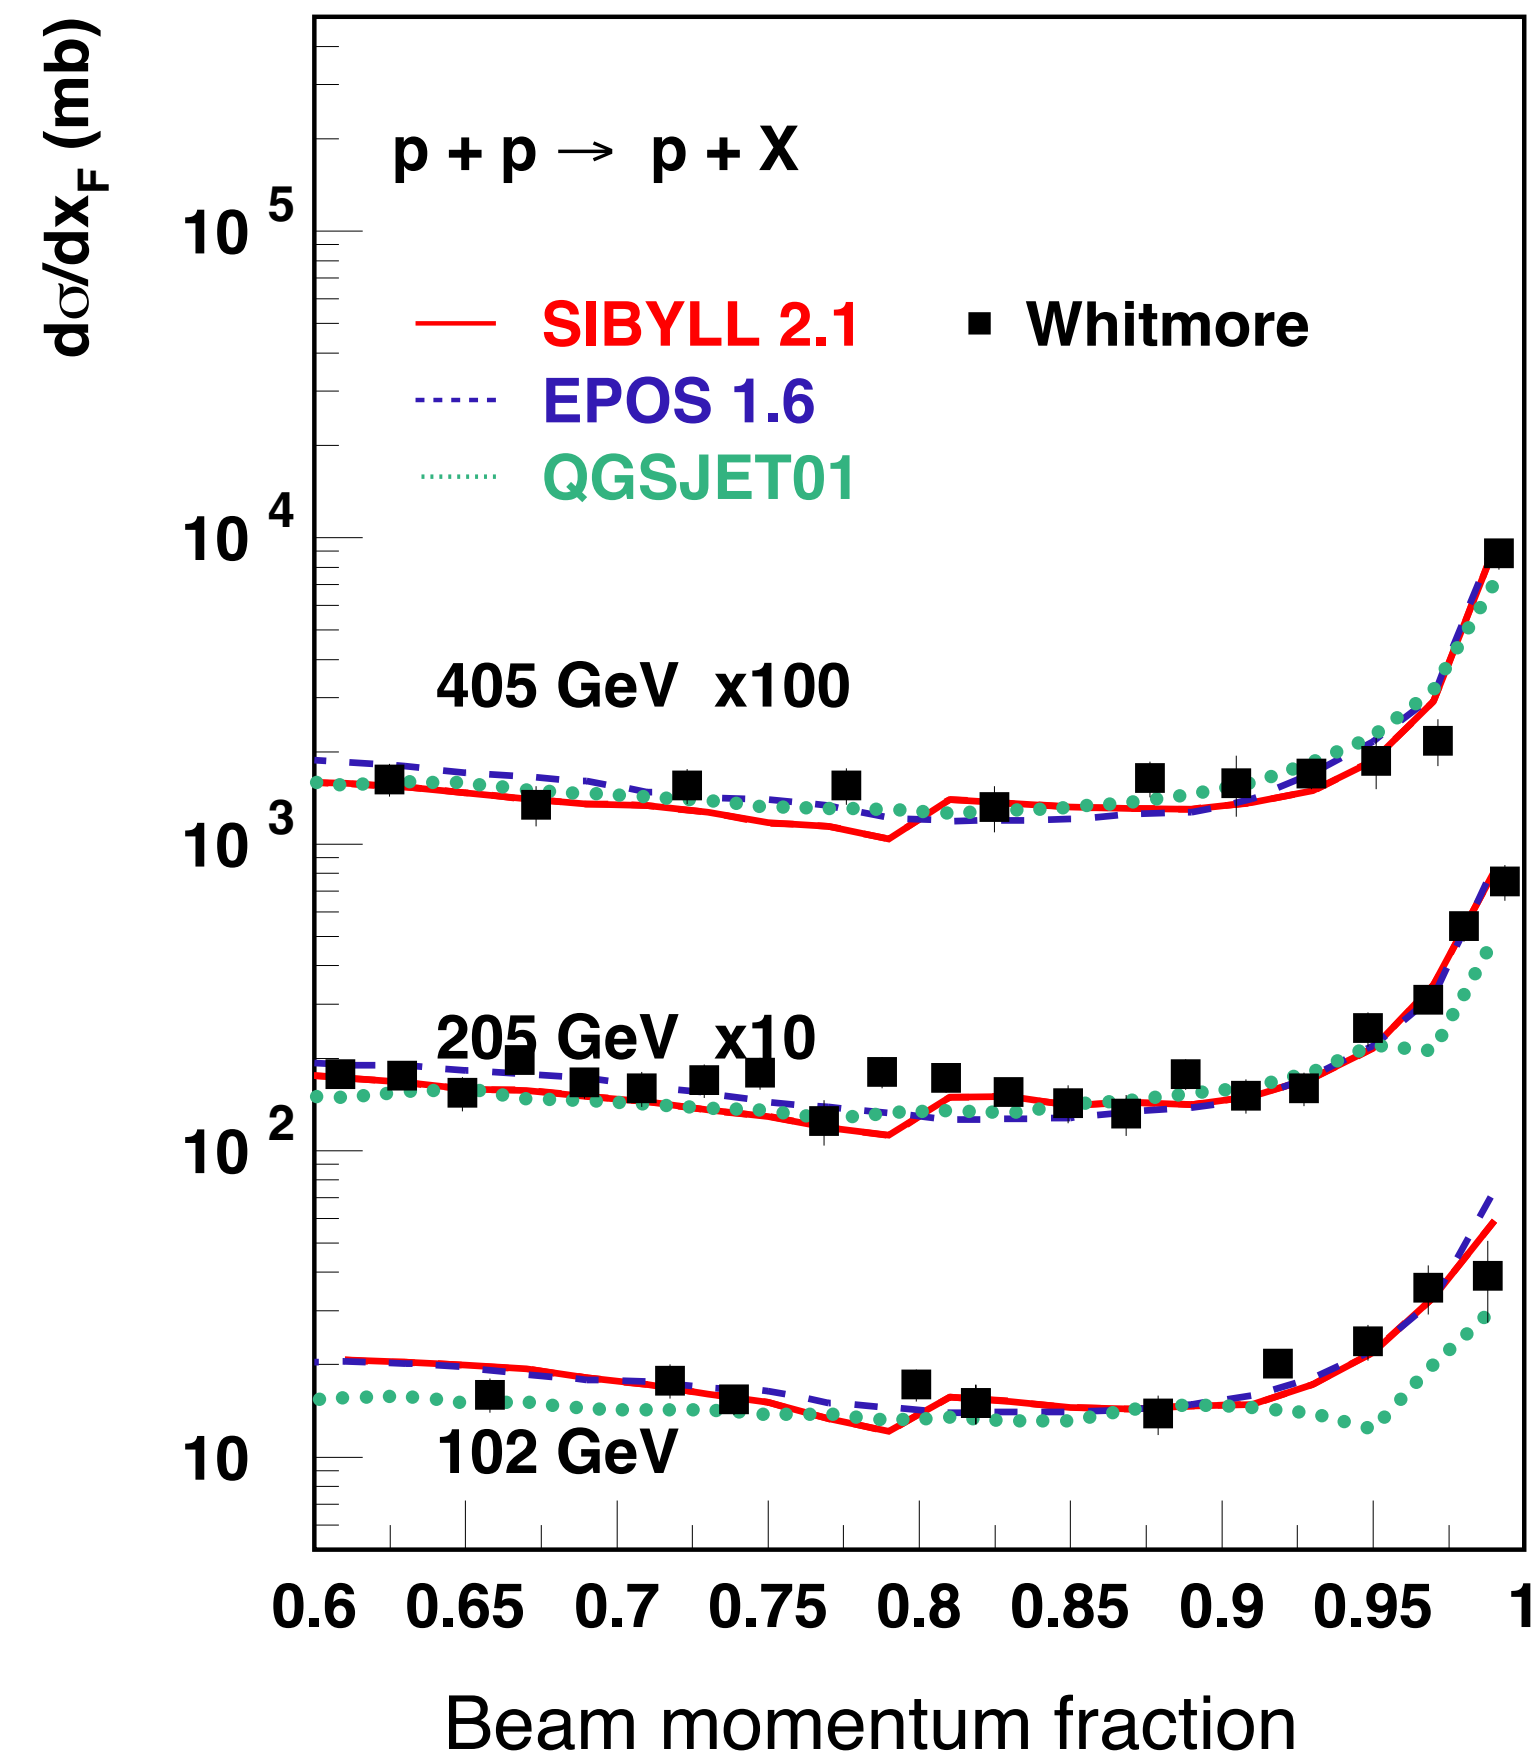 dσ/dx_F (mb)
p + p → p + X
10^5
SIBYLL 2.1
Whitmore
EPOS 1.6
QGSJET01
10^4
405 GeV x100
10^3
205 GeV x10
10^2
102 GeV
10
0.6 0.65 0.7 0.75 0.8 0.85 0.9 0.95 1
Beam momentum fraction